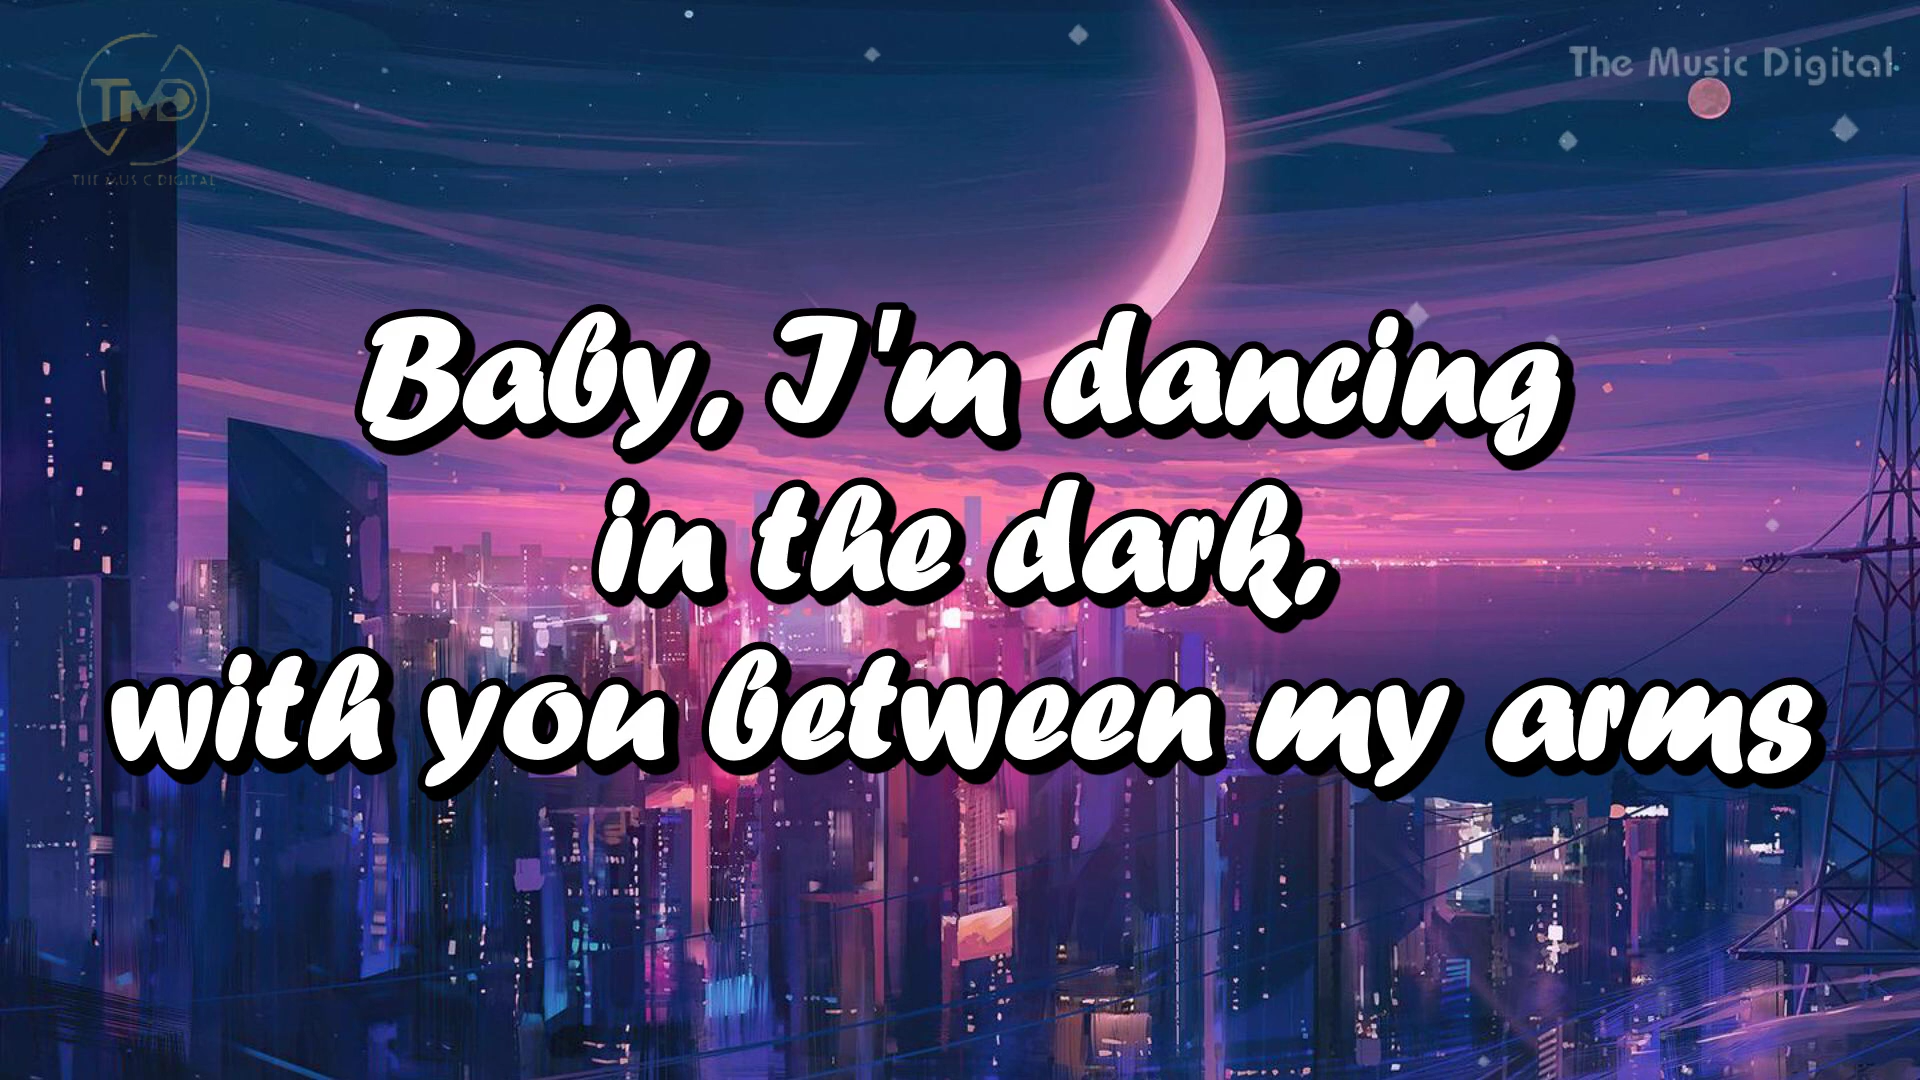 TMD
THE MUSIC DIGITAL
The Music Digital
Baby, I'm dancing
in the dark,
with you between my arms